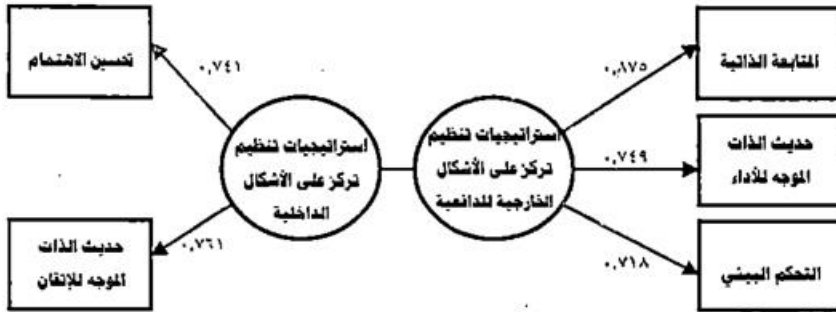 المتابعة الذاتية
٠,٨٧٥
حديث الذات
الموجه للأداء
٠,٧٤٩
التحكم البيئي
٠,٧١٨
استراتيجيات تنظيم
تركز على الأشكال
الخارجية للدافعية
استراتيجيات تنظيم
تركز على الأشكال
الداخلية
تحسين الاهتمام
٠,٧٤١
حديث الذات
الموجه للإتقان
٠,٧٦١